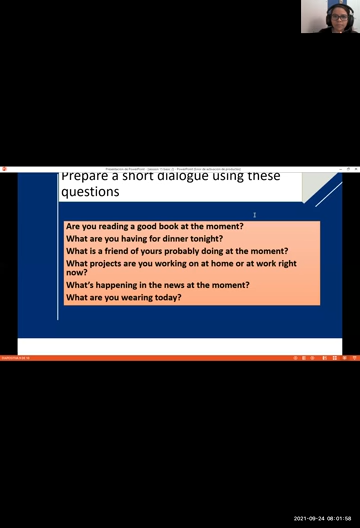 Prepare a short dialogue using these
questions
Are you reading a good book at the moment?
What are you having for dinner tonight?
What is a friend of yours probably doing at the moment?
What projects are you working on at home or at work right
now?
What's happening in the news at the moment?
What are you wearing today?
2021-09-24 08:01:58